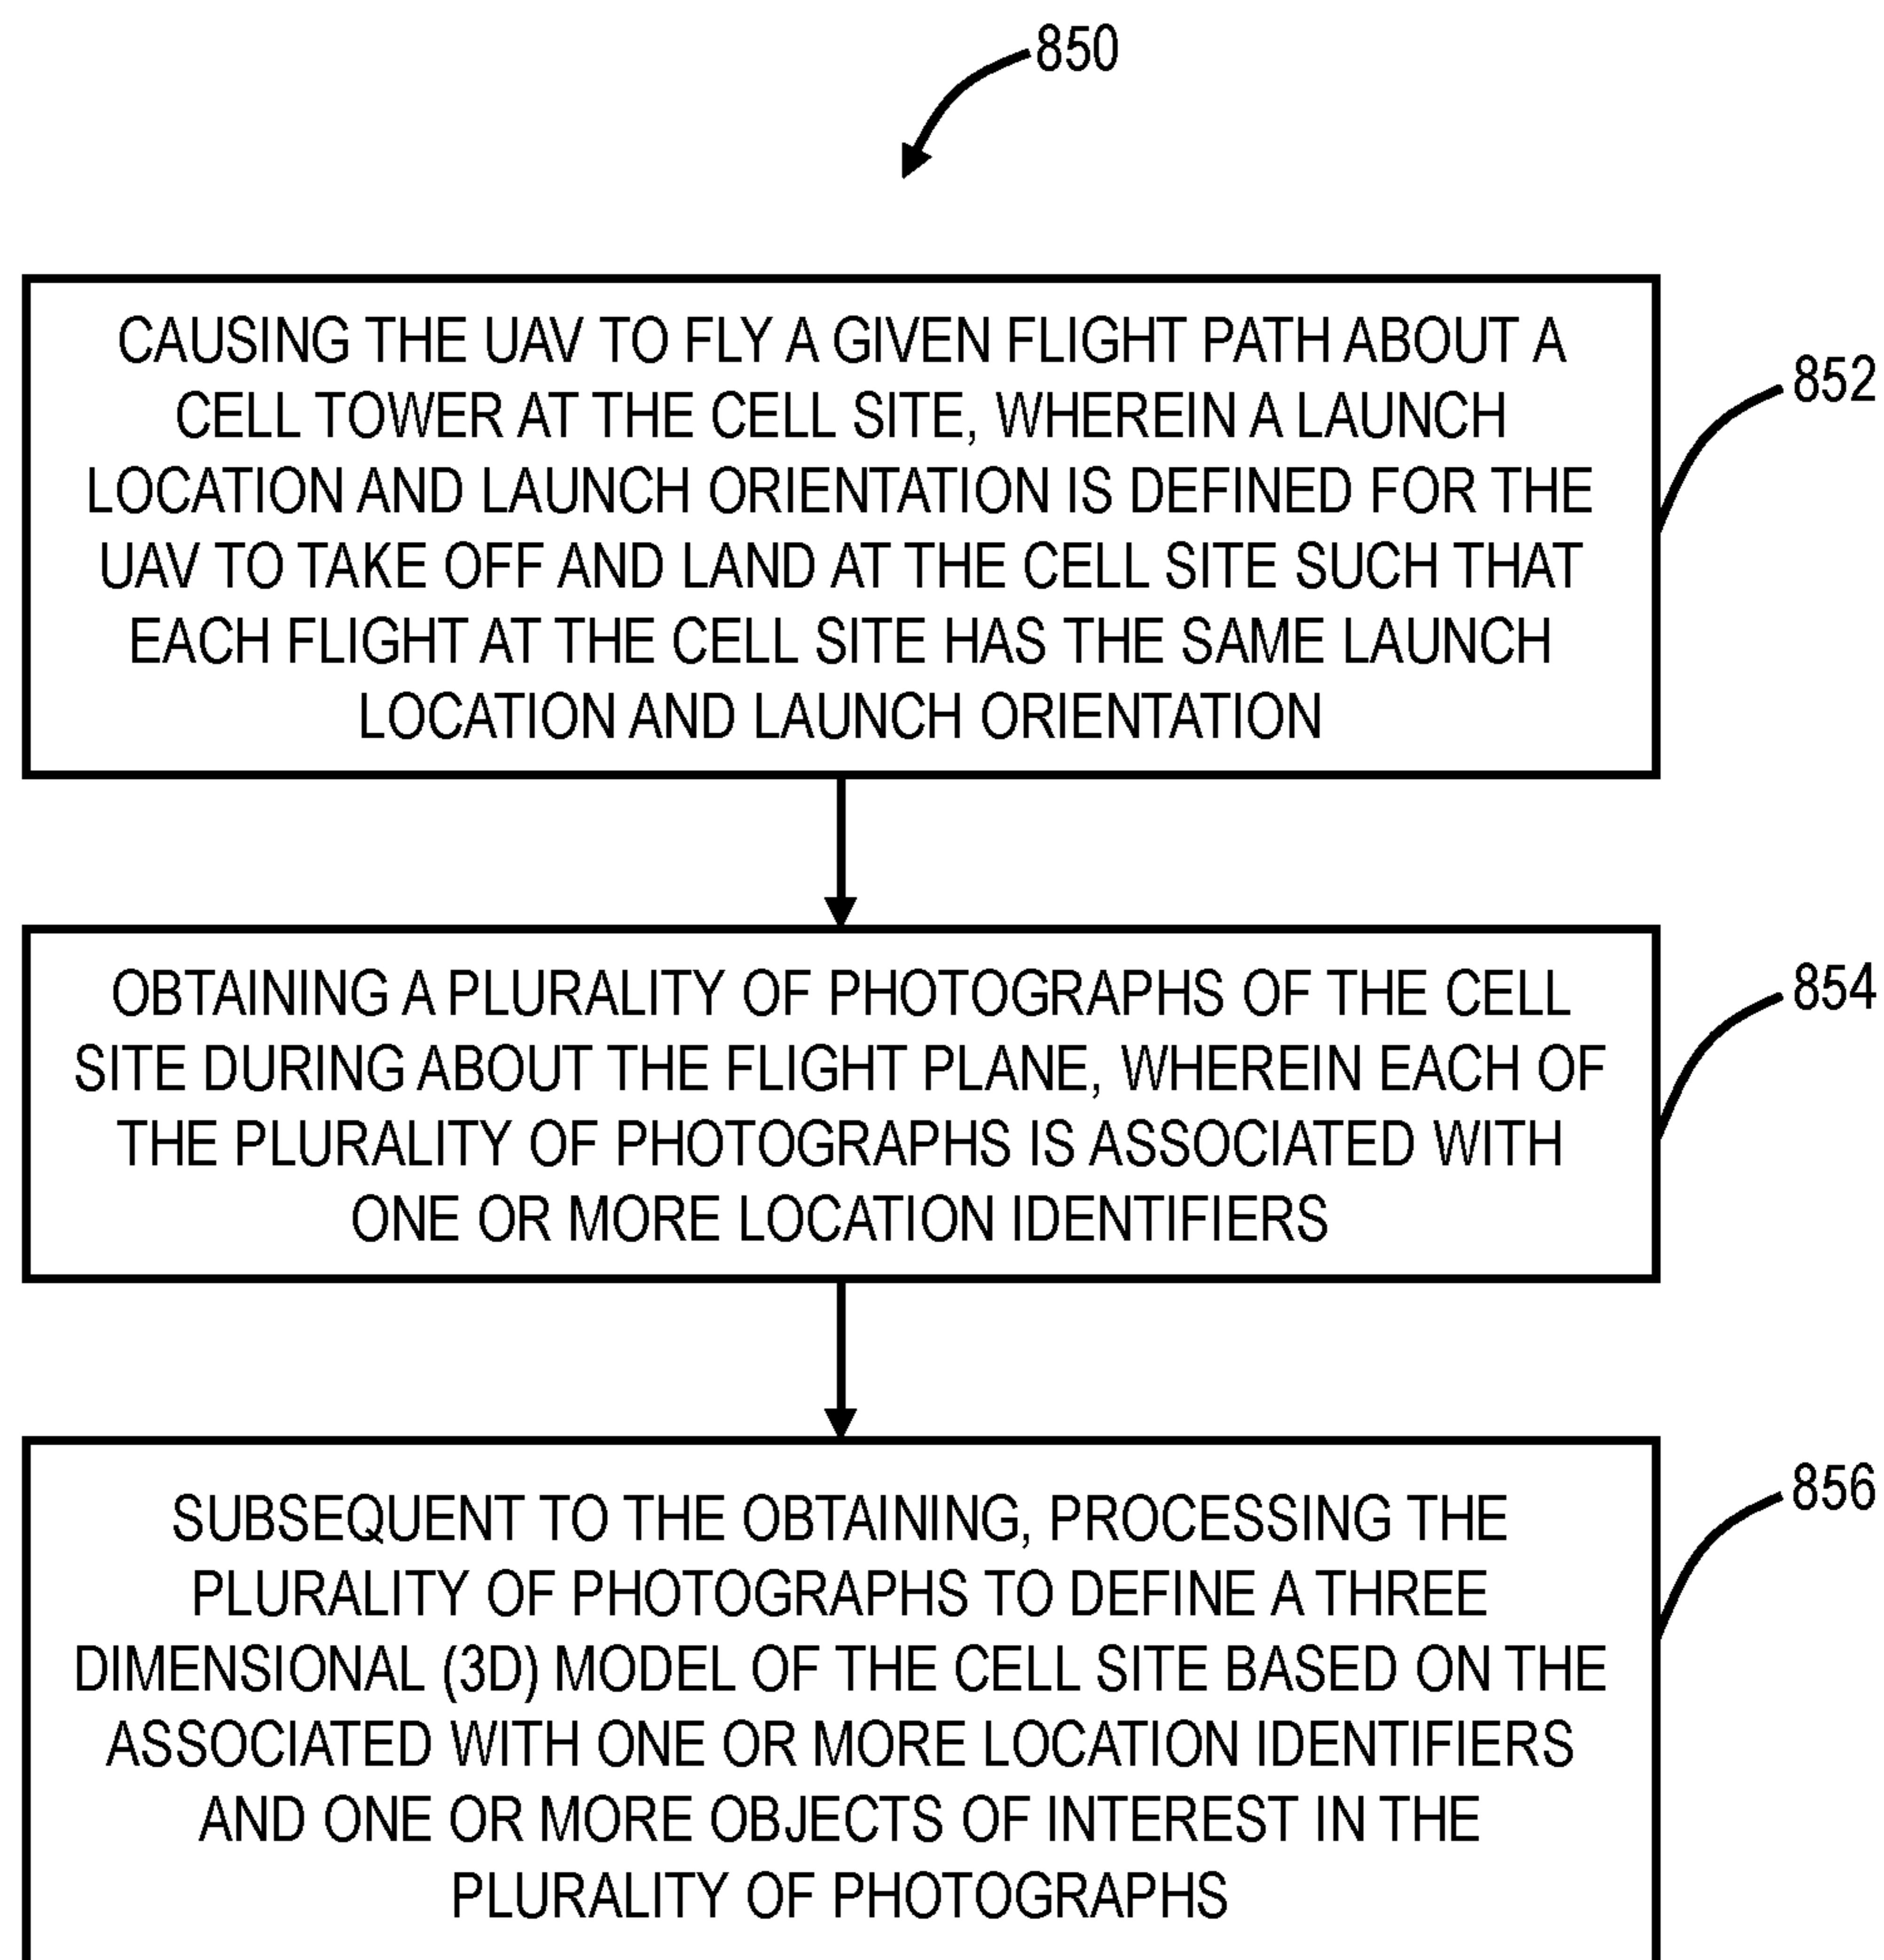 850
CAUSING THE UAV TO FLY A GIVEN FLIGHT PATH ABOUT A
CELL TOWER AT THE CELL SITE, WHEREIN A LAUNCH
LOCATION AND LAUNCH ORIENTATION IS DEFINED FOR THE
UAV TO TAKE OFF AND LAND AT THE CELL SITE SUCH THAT
EACH FLIGHT AT THE CELL SITE HAS THE SAME LAUNCH
LOCATION AND LAUNCH ORIENTATION
852
OBTAINING A PLURALITY OF PHOTOGRAPHS OF THE CELL
SITE DURING ABOUT THE FLIGHT PLANE, WHEREIN EACH OF
THE PLURALITY OF PHOTOGRAPHS IS ASSOCIATED WITH
ONE OR MORE LOCATION IDENTIFIERS
854
SUBSEQUENT TO THE OBTAINING, PROCESSING THE
PLURALITY OF PHOTOGRAPHS TO DEFINE A THREE
DIMENSIONAL (3D) MODEL OF THE CELL SITE BASED ON THE
ASSOCIATED WITH ONE OR MORE LOCATION IDENTIFIERS
AND ONE OR MORE OBJECTS OF INTEREST IN THE
PLURALITY OF PHOTOGRAPHS
856